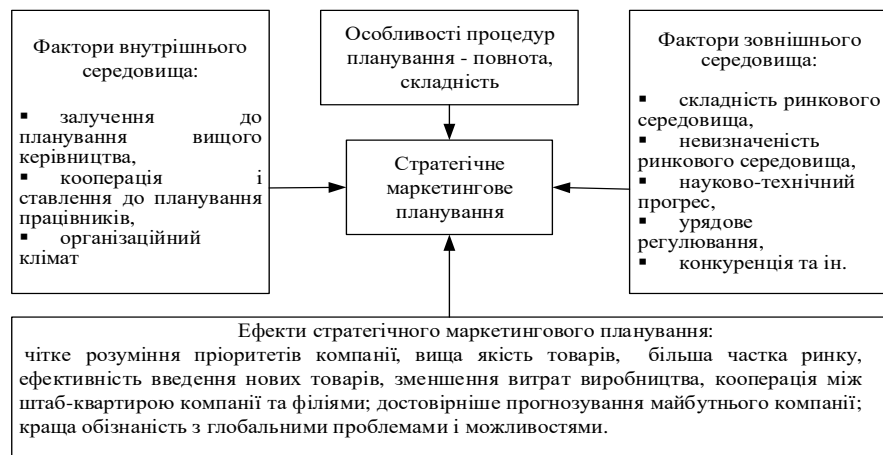 Фактори внутрішнього
середовища:
▪ залучення до
планування вищого
керівництва,
▪ кооперація і
ставлення до планування
працівників,
▪ організаційний
клімат
Особливості процедур
планування - повнота,
складність
Стратегічне
маркетингове
планування
Фактори зовнішнього
середовища:
▪ складність ринкового
середовища,
▪ невизначеність
ринкового середовища,
▪ науково-технічний
прогрес,
▪ урядове
регулювання,
▪ конкуренція та ін.
Ефекти стратегічного маркетингового планування:
чітке розуміння пріоритетів компанії, вища якість товарів, більша частка ринку,
ефективність введення нових товарів, зменшення витрат виробництва, кооперація між
штаб-квартирою компанії та філіями; достовірніше прогнозування майбутнього компанії;
краща обізнаність з глобальними проблемами і можливостями.